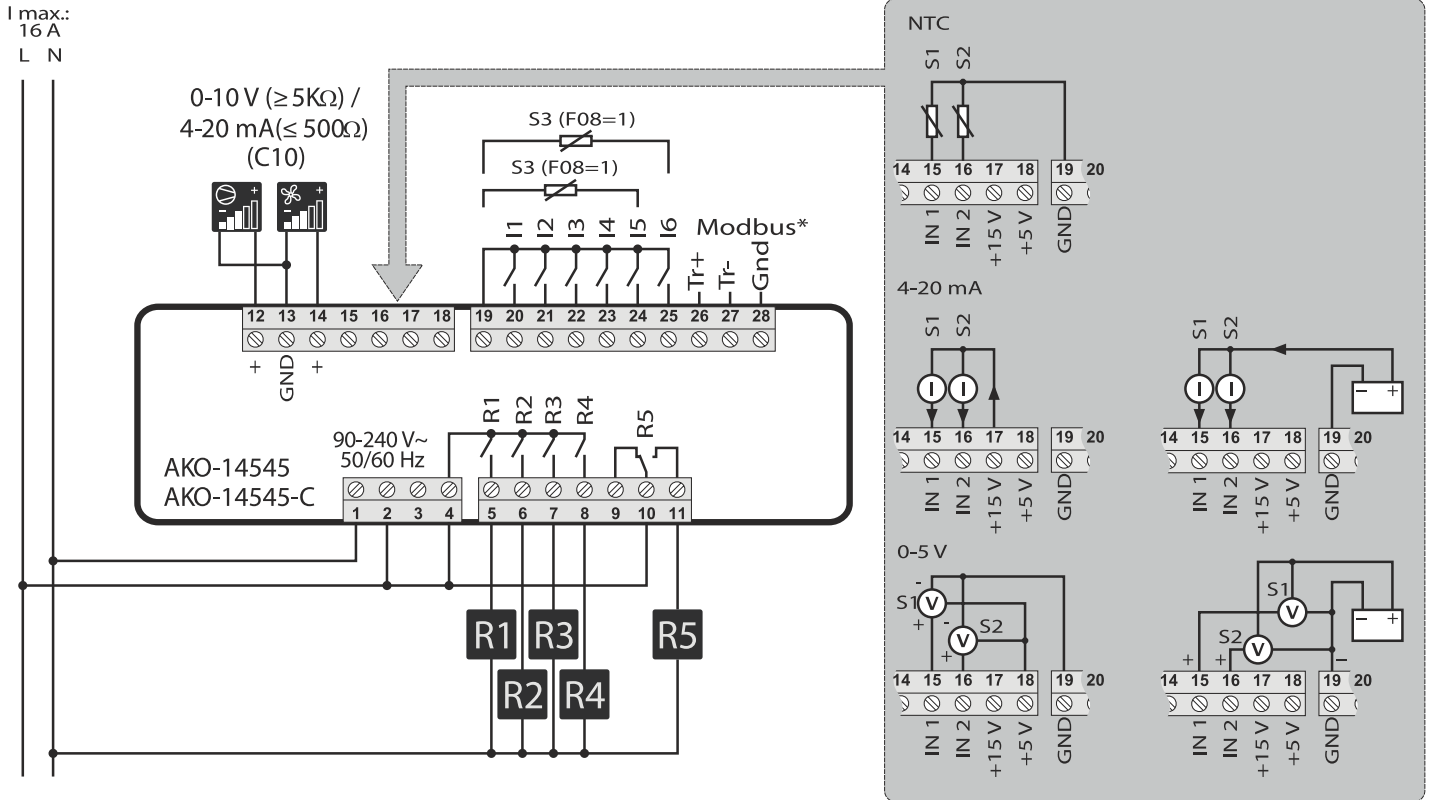 I max.:
16 A
L N
0-10 V (≥5KΩ) /
4-20 mA(≤ 500Ω)
(C10)
- +
- +
S3 (F08=1)
S3 (F08=1)
I1 I2 I3 I4 I5 I6
Modbus*
Tr+ Tr- Gnd
12 13 14 15 16 17 18
19 20 21 22 23 24 25 26 27 28
+ GND +
AKO-14545
AKO-14545-C
90-240 V~
50/60 Hz
R1 R2 R3 R4 R5
1 2 3 4
5 6 7 8 9 10 11
R1 R3 R5
R2 R4
NTC
S1 S2
14 15 16 17 18 19 20
IN 1 IN 2 +15 V +5 V GND
4-20 mA
S1 S2
I I
14 15 16 17 18 19 20
IN 1 IN 2 +15 V +5 V GND
S1 S2
I I
- +
14 15 16 17 18 19 20
IN 1 IN 2 +15 V +5 V GND
0-5 V
-
S1 V
+
-
V S2
+
14 15 16 17 18 19 20
IN 1 IN 2 +15 V +5 V GND
S1
V
- +
S2
V
+ + -
14 15 16 17 18 19 20
IN 1 IN 2 +15 V +5 V GND